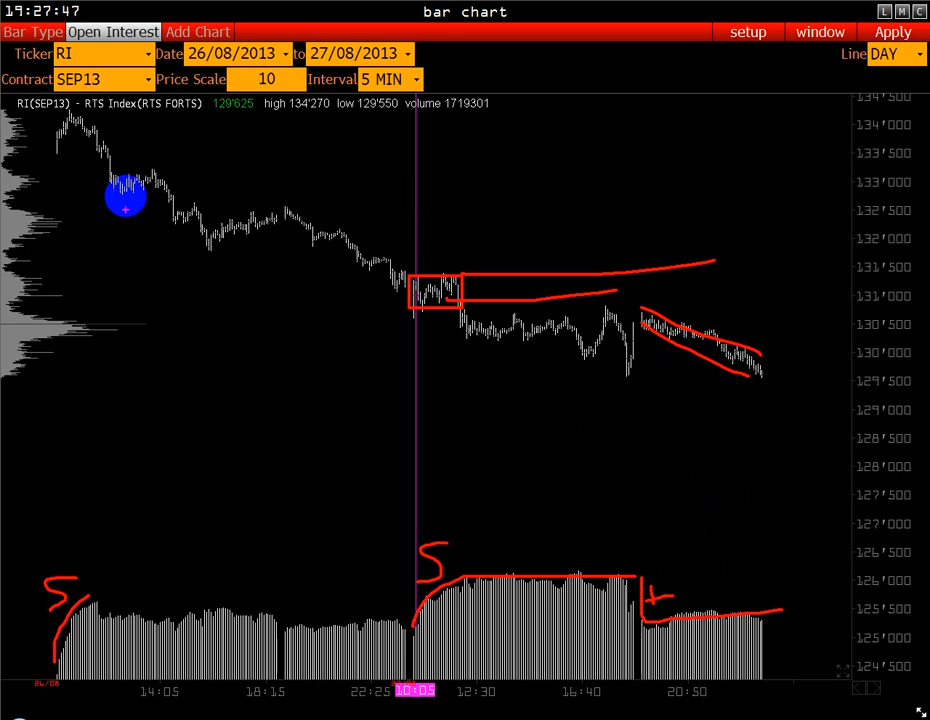 19:27:47 bar chart L M C
Bar Type Open Interest Add Chart setup window Apply
Ticker RI Date 26/08/2013 to 27/08/2013 Line DAY
Contract SEP13 Price Scale 10 Interval 5 MIN
RI(SEP13) - RTS Index(RTS FORTS) 129'625 high 134'270 low 129'550 volume 1719301
134'500
134'000
133'500
133'000
132'500
132'000
131'500
131'000
130'500
130'000
129'500
129'000
128'500
128'000
127'500
127'000
126'500
126'000
125'500
125'000
124'500
S
S
26/08
14:05 18:15 22:25 10:05 12:30 16:40 20:50